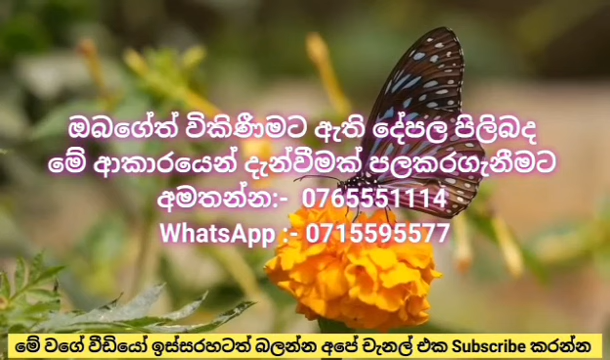 ඔබගේත් විකිණීමට ඇති දේපල පිලිබද
මේ ආකාරයෙන් දැන්වීමක් පලකරගැනීමට
අමතන්න:- 0765551114
WhatsApp :- 0715595577
මේ වගේ වීඩියෝ ඉස්සරහටත් බලන්න අපේ චැනල් එක Subscribe කරන්න